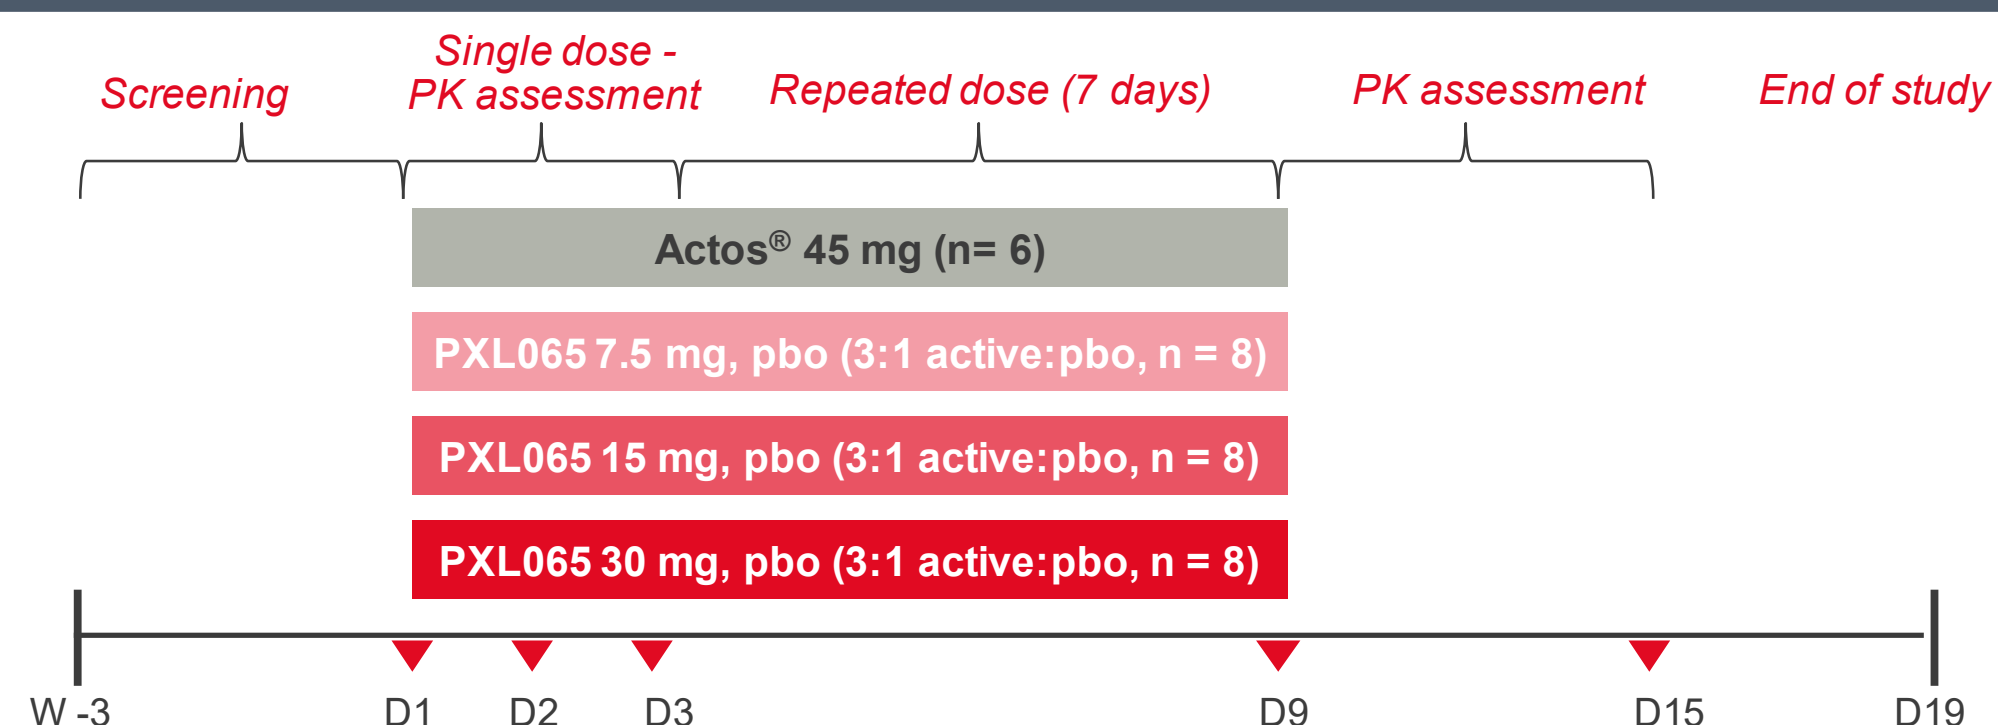 Screening
Single dose -
PK assessment
Repeated dose (7 days)
PK assessment
End of study
Actos® 45 mg (n= 6)
PXL065 7.5 mg, pbo (3:1 active:pbo, n = 8)
PXL065 15 mg, pbo (3:1 active:pbo, n = 8)
PXL065 30 mg, pbo (3:1 active:pbo, n = 8)
W -3
D1
D2
D3
D9
D15
D19